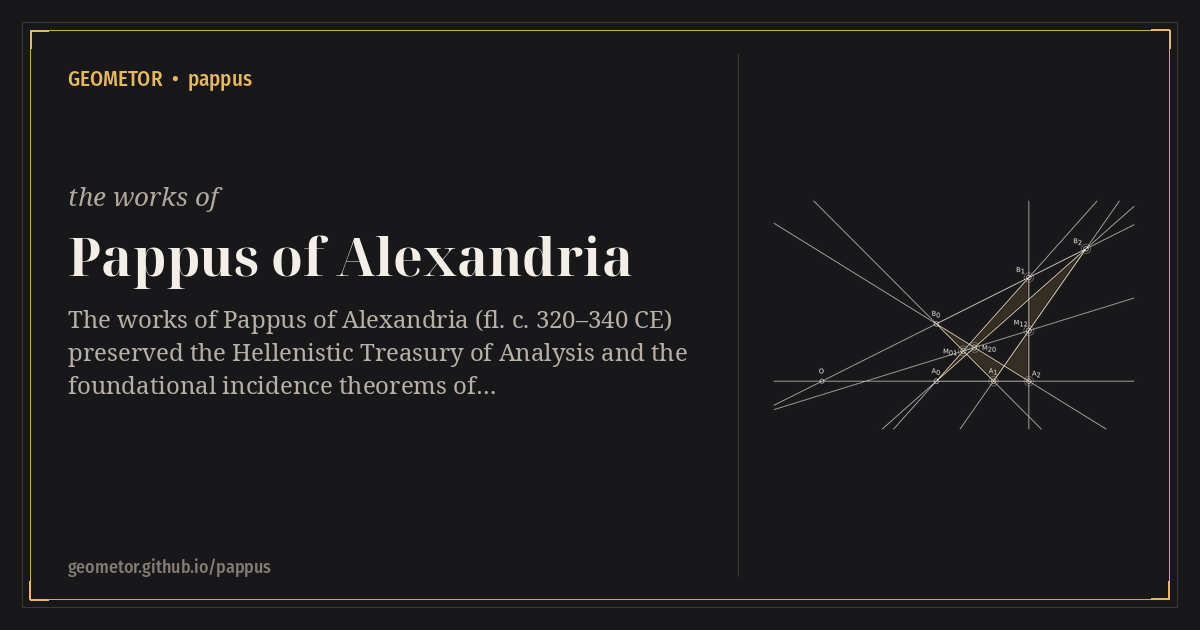 GEOMETOR • pappus
the works of
Pappus of Alexandria
The works of Pappus of Alexandria (fl. c. 320–340 CE)
preserved the Hellenistic Treasury of Analysis and the
foundational incidence theorems of...
B2
B1
B0
M12
M01
M20
O
A0
A1
A2
geometor.github.io/pappus